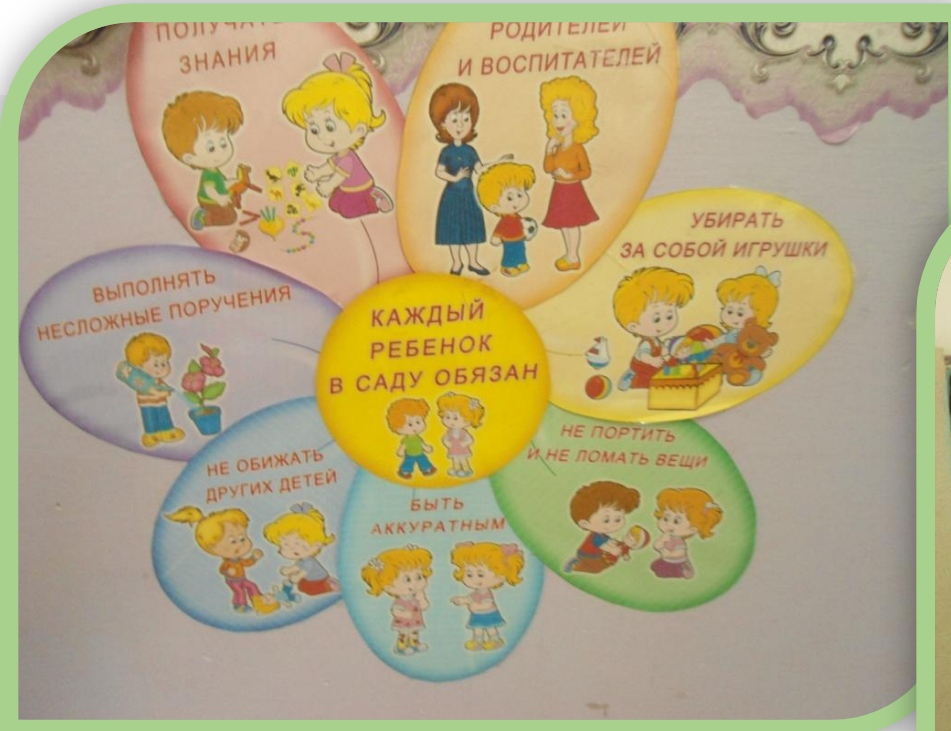 ЗНАНИЯ
РОДИТЕЛЕЙ
И ВОСПИТАТЕЛЕЙ
УБИРАТЬ
ЗА СОБОЙ ИГРУШКИ
ВЫПОЛНЯТЬ
НЕСЛОЖНЫЕ ПОРУЧЕНИЯ
КАЖДЫЙ
РЕБЕНОК
В САДУ ОБЯЗАН
НЕ ПОРТИТЬ
И НЕ ЛОМАТЬ ВЕЩИ
НЕ ОБИЖАТЬ
ДРУГИХ ДЕТЕЙ
БЫТЬ
АККУРАТНЫМ